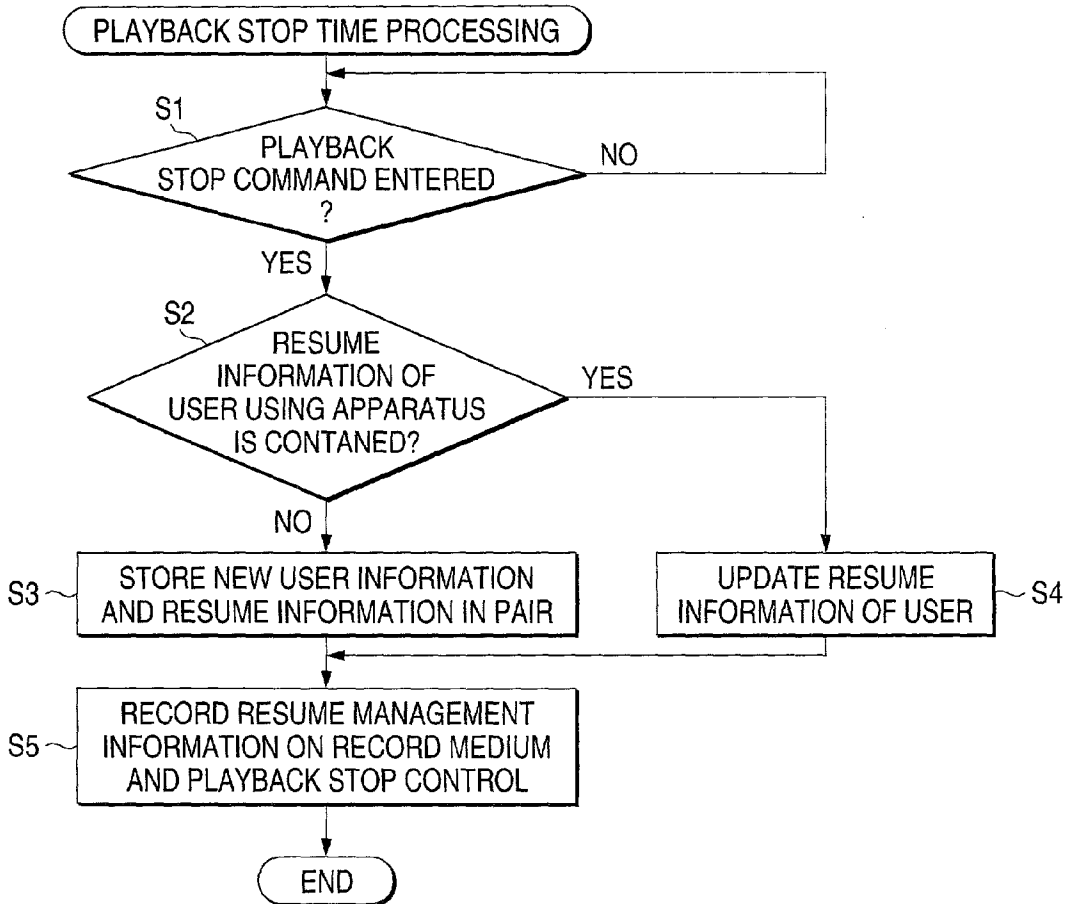 PLAYBACK STOP TIME PROCESSING
S1
PLAYBACK
STOP COMMAND ENTERED
?
NO
YES
S2
RESUME
INFORMATION OF
USER USING APPARATUS
IS CONTANED?
YES
NO
S3
STORE NEW USER INFORMATION
AND RESUME INFORMATION IN PAIR
UPDATE RESUME
INFORMATION OF USER
S4
S5
RECORD RESUME MANAGEMENT
INFORMATION ON RECORD MEDIUM
AND PLAYBACK STOP CONTROL
END